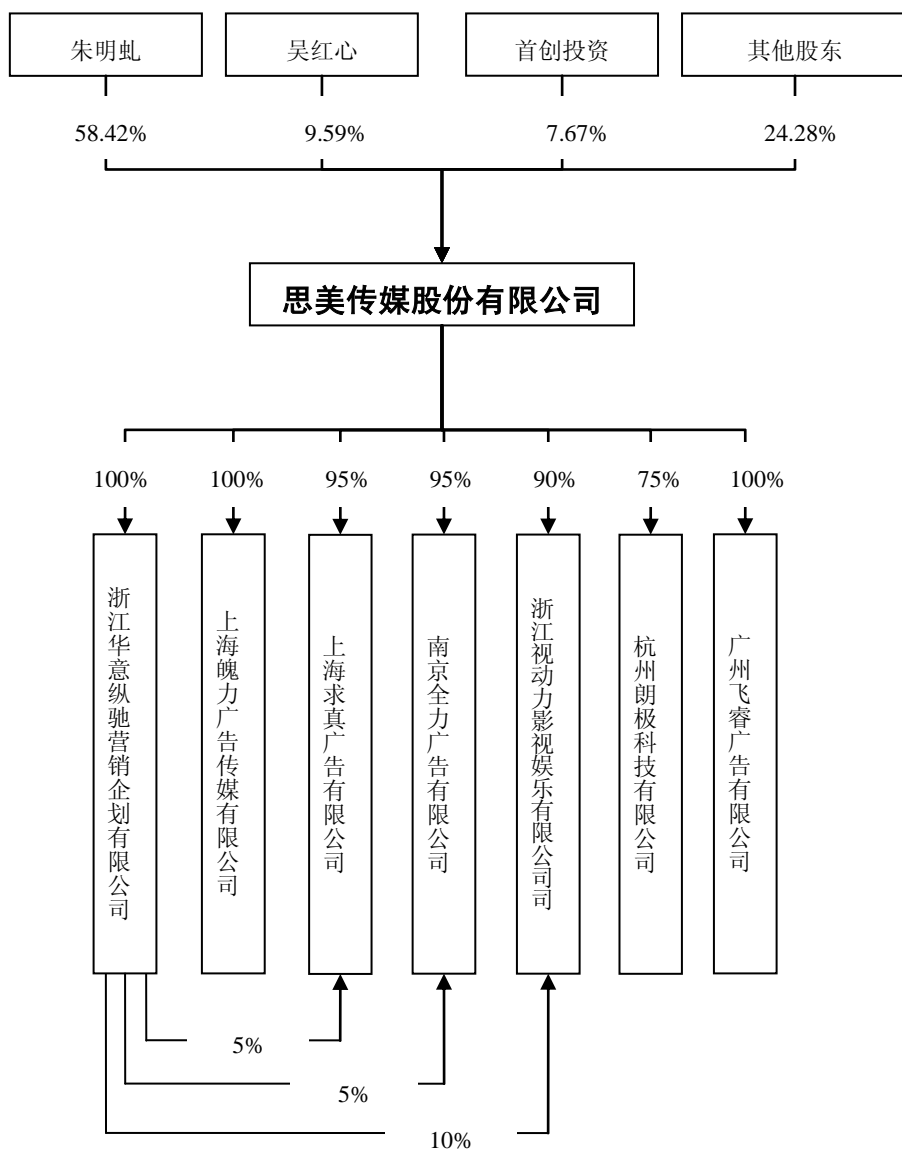 朱明虬
吴红心
首创投资
其他股东
58.42%
9.59%
7.67%
24.28%
思美传媒股份有限公司
100%
100%
95%
95%
90%
75%
100%
浙江华意纵驰营销企划有限公司
上海魄力广告传媒有限公司
上海求真广告有限公司
南京全力广告有限公司
浙江视动力影视娱乐有限公司司
杭州朗极科技有限公司
广州飞睿广告有限公司
5%
5%
10%